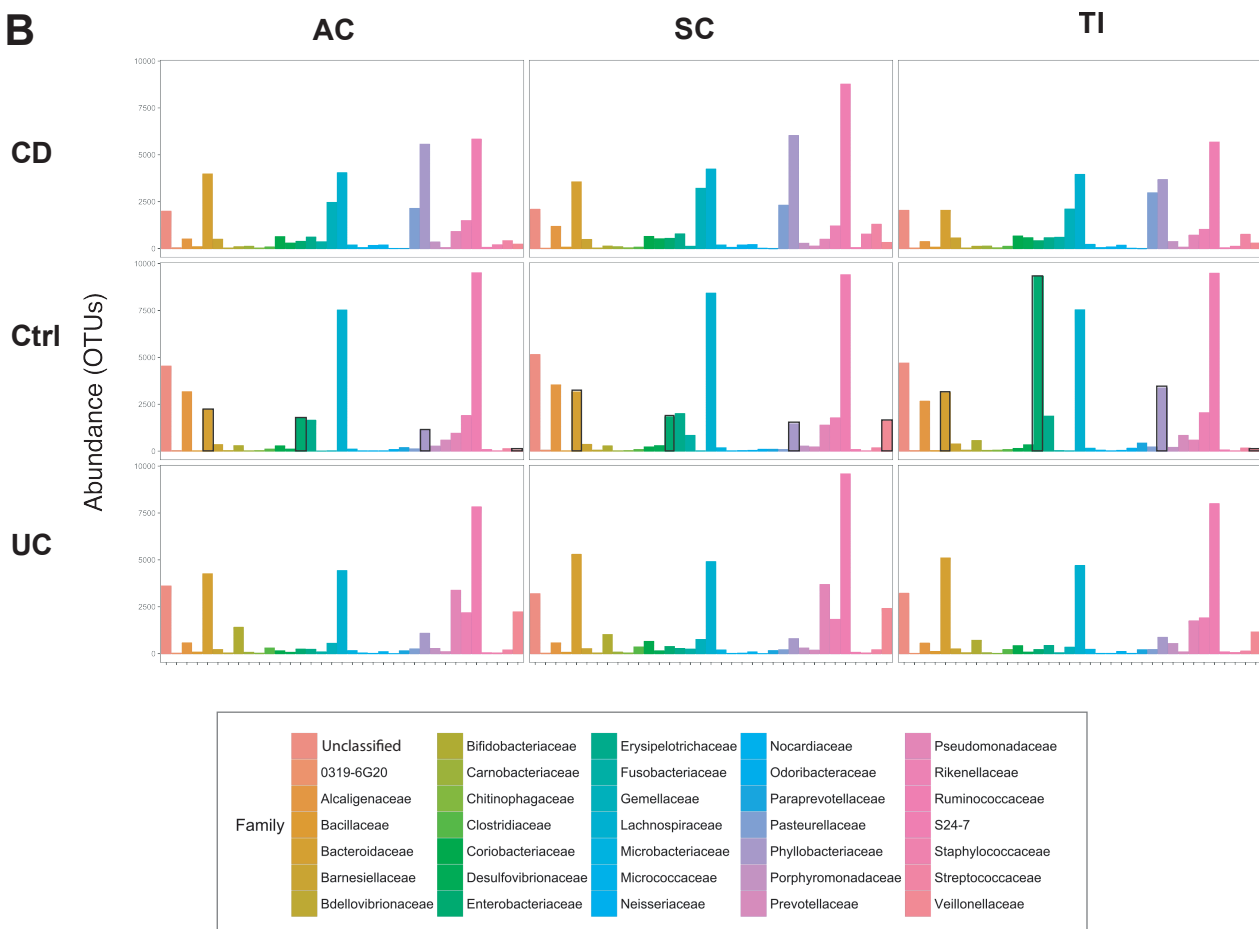 B
AC
SC
TI
CD
10000
7500
5000
2500
0
Ctrl
10000
7500
5000
2500
0
Abundance (OTUs)
UC
10000
7500
5000
2500
0
Family
Unclassified
0319-6G20
Alcaligenaceae
Bacillaceae
Bacteroidaceae
Barnesiellaceae
Bdellovibrionaceae
Bifidobacteriaceae
Carnobacteriaceae
Chitinophagaceae
Clostridiaceae
Coriobacteriaceae
Desulfovibrionaceae
Enterobacteriaceae
Erysipelotrichaceae
Fusobacteriaceae
Gemellaceae
Lachnospiraceae
Microbacteriaceae
Micrococcaceae
Neisseriaceae
Nocardiaceae
Odoribacteraceae
Paraprevotellaceae
Pasteurellaceae
Phyllobacteriaceae
Porphyromonadaceae
Prevotellaceae
Pseudomonadaceae
Rikenellaceae
Ruminococcaceae
S24-7
Staphylococcaceae
Streptococcaceae
Veillonellaceae